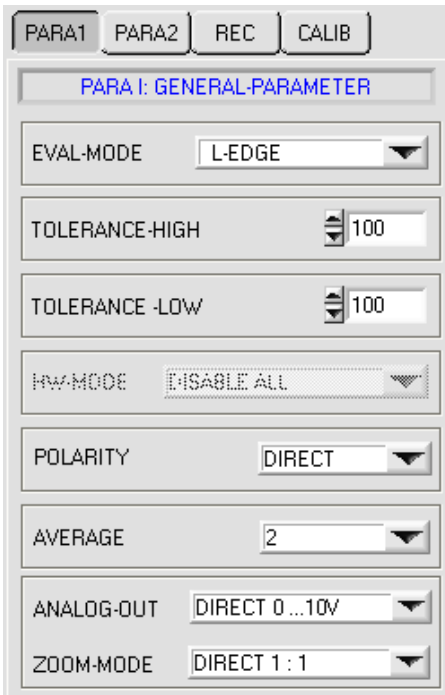 PARA1 PARA2 REC CALIB
PARA I: GENERAL-PARAMETER
EVAL-MODE L-EDGE
TOLERANCE-HIGH 100
TOLERANCE -LOW 100
HW-MODE DISABLE ALL
POLARITY DIRECT
AVERAGE 2
ANALOG-OUT DIRECT 0 ...10V
ZOOM-MODE DIRECT 1 : 1